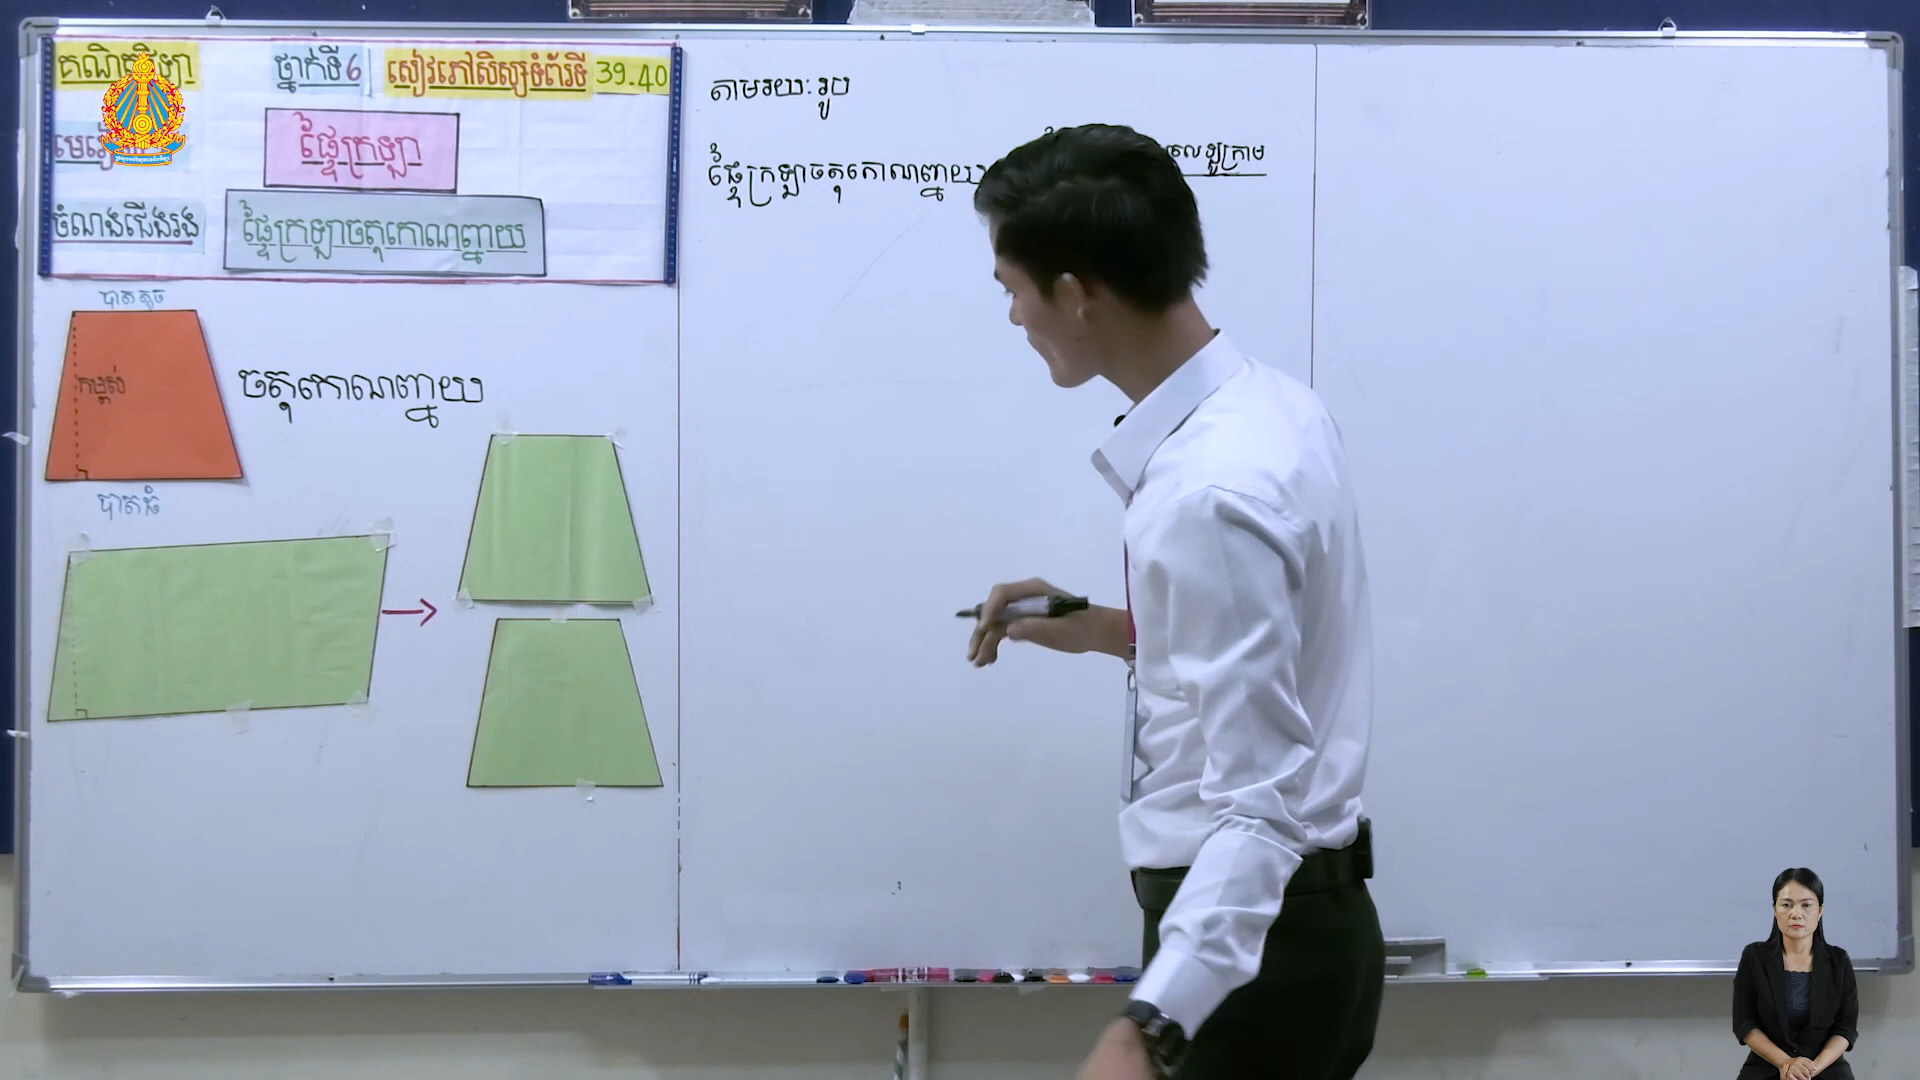 គណិតវិទ្យា ថ្នាក់ទី6 សៀវភៅសិស្សទំព័រទី 39.40
ផ្ទៃក្រឡា
ចំណងជើងរង ផ្ទៃក្រឡាចតុកោណព្នាយ
បាតតូច
កម្ពស់
បាតធំ
ចតុកោណព្នាយ
តាមរយៈរូប
ផ្ទៃក្រឡាចតុកោណព្នាយ